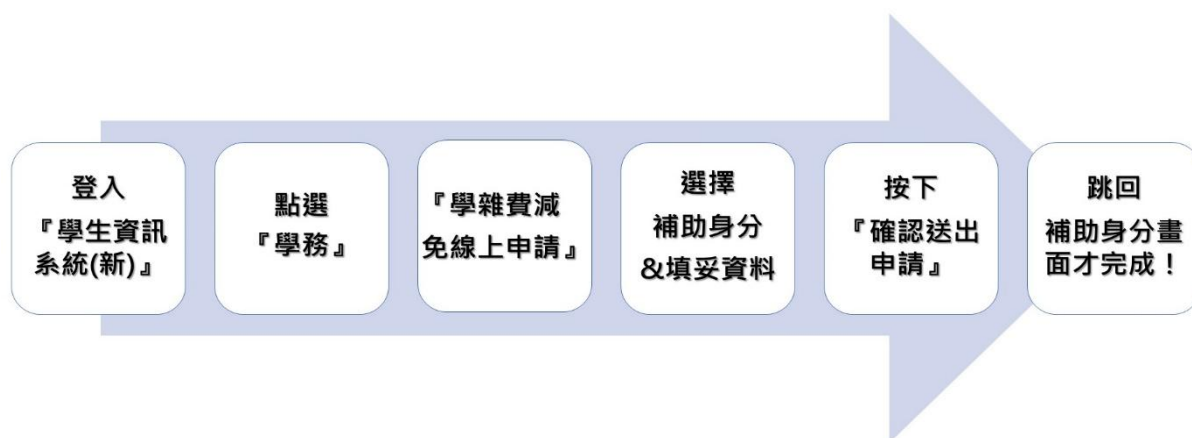 登入
『學生資訊
系統(新)』
點選
『學務』
『學雜費減
免線上申請』
選擇
補助身分
&填妥資料
按下
『確認送出
申請』
跳回
補助身分畫
面才完成！